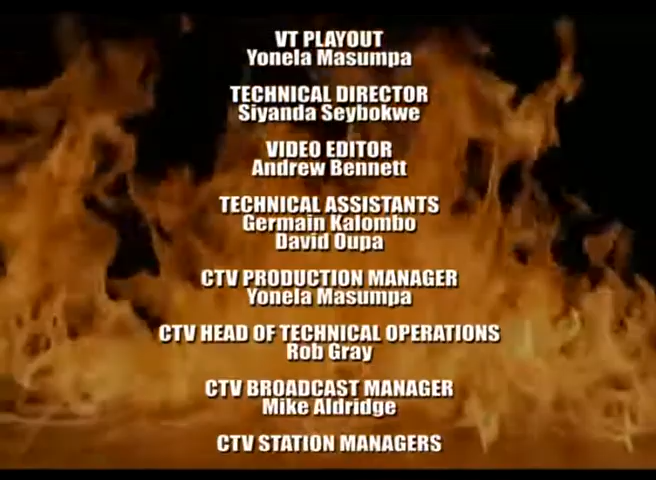 VT PLAYOUT
Yonela Masumpa
TECHNICAL DIRECTOR
Siyanda Seybokwe
VIDEO EDITOR
Andrew Bennett
TECHNICAL ASSISTANTS
Germain Kalombo
David Oupa
CTV PRODUCTION MANAGER
Yonela Masumpa
CTV HEAD OF TECHNICAL OPERATIONS
Rob Gray
CTV BROADCAST MANAGER
Mike Aldridge
CTV STATION MANAGERS